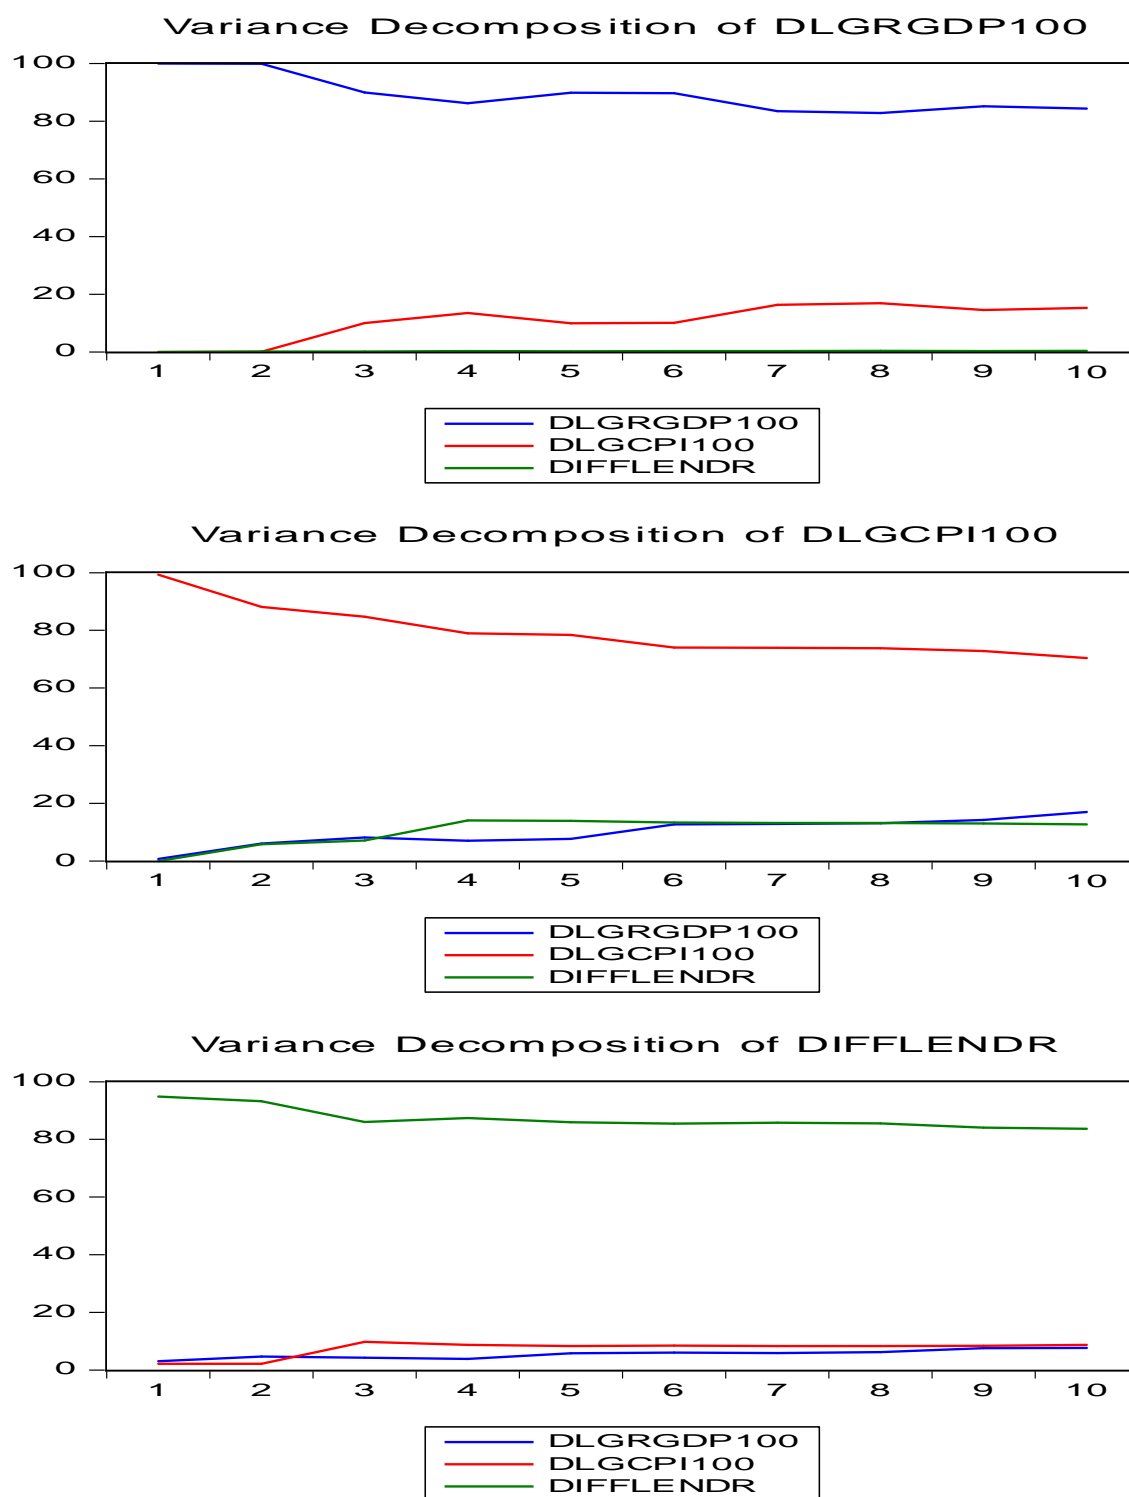 Variance Decomposition of DLGRGDP100
100
80
60
40
20
0
1 2 3 4 5 6 7 8 9 10
DLGRGDP100
DLGCPI100
DIFFLENDR
Variance Decomposition of DLGCPI100
100
80
60
40
20
0
1 2 3 4 5 6 7 8 9 10
DLGRGDP100
DLGCPI100
DIFFLENDR
Variance Decomposition of DIFFLENDR
100
80
60
40
20
0
1 2 3 4 5 6 7 8 9 10
DLGRGDP100
DLGCPI100
DIFFLENDR